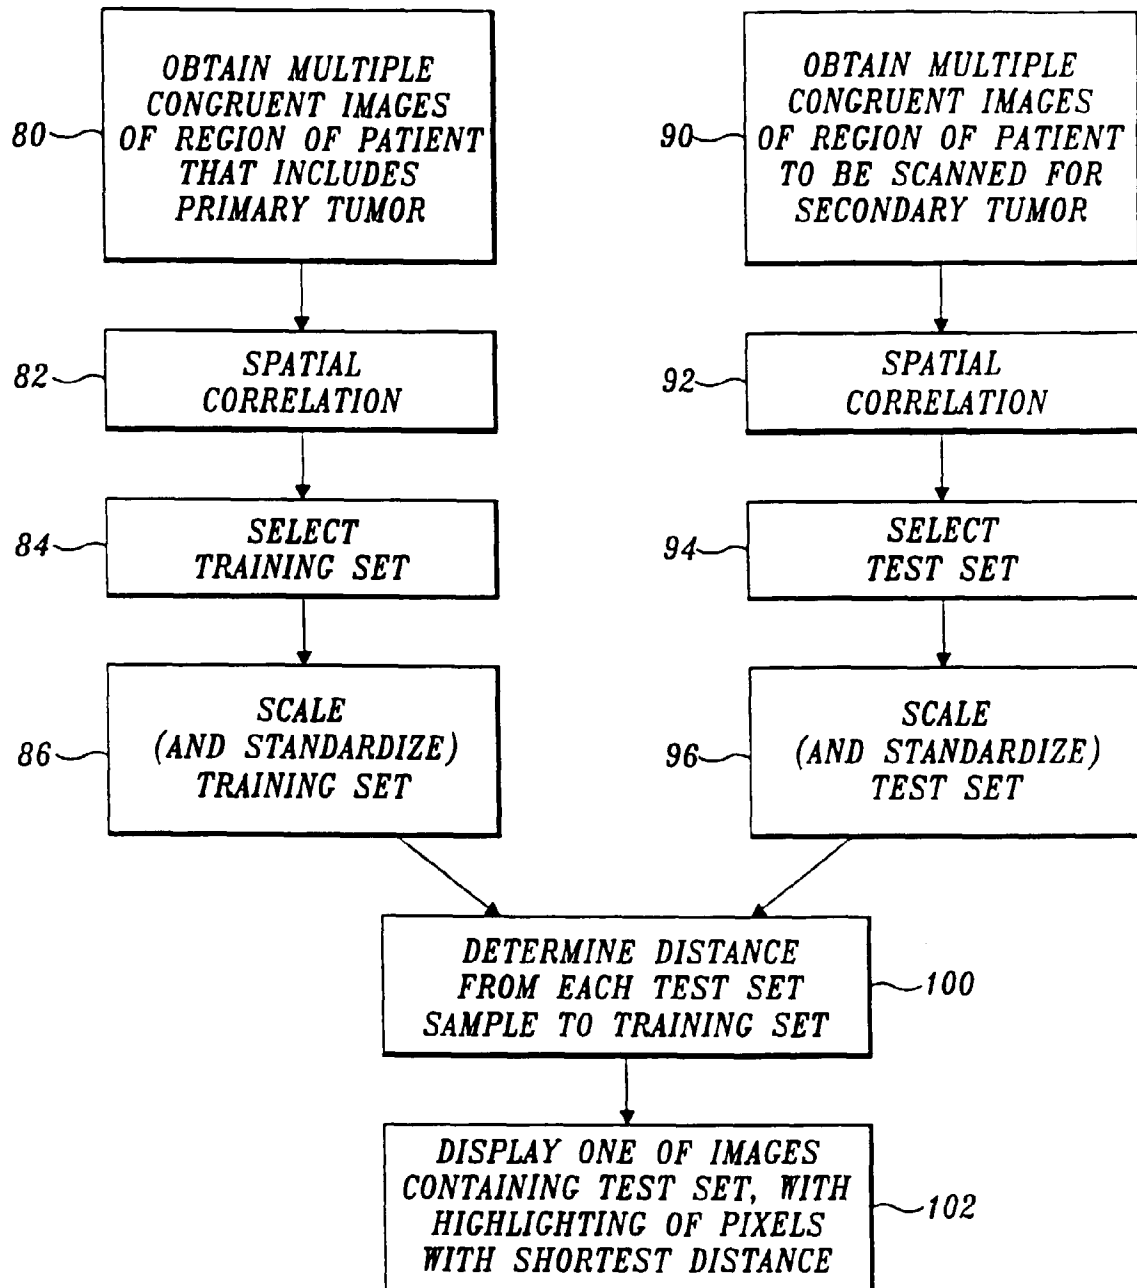 80
OBTAIN MULTIPLE
CONGRUENT IMAGES
OF REGION OF PATIENT
THAT INCLUDES
PRIMARY TUMOR
82
SPATIAL
CORRELATION
84
SELECT
TRAINING SET
86
SCALE
(AND STANDARDIZE)
TRAINING SET
90
OBTAIN MULTIPLE
CONGRUENT IMAGES
OF REGION OF PATIENT
TO BE SCANNED FOR
SECONDARY TUMOR
92
SPATIAL
CORRELATION
94
SELECT
TEST SET
96
SCALE
(AND STANDARDIZE)
TEST SET
DETERMINE DISTANCE
FROM EACH TEST SET
SAMPLE TO TRAINING SET
100
DISPLAY ONE OF IMAGES
CONTAINING TEST SET, WITH
HIGHLIGHTING OF PIXELS
WITH SHORTEST DISTANCE
102